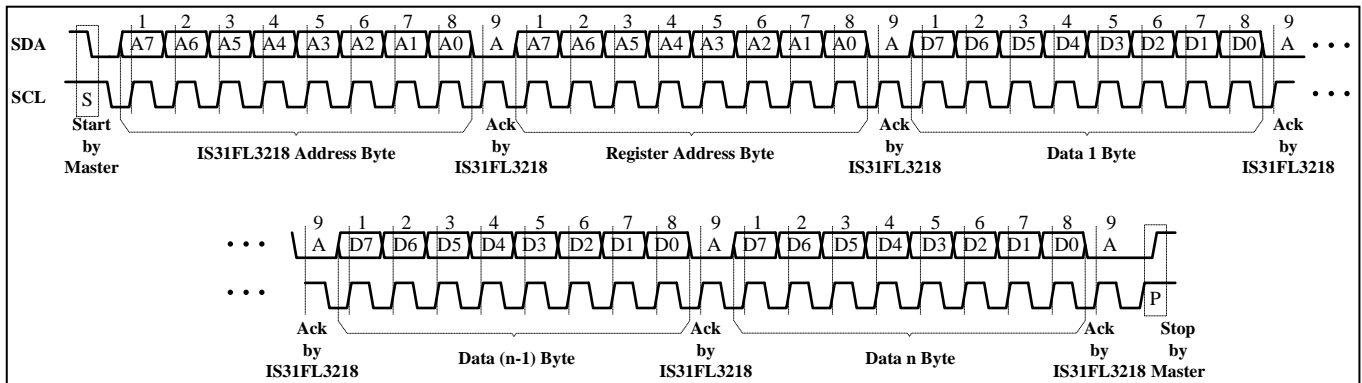 1 2 3 4 5 6 7 8 9 1 2 3 4 5 6 7 8 9 1 2 3 4 5 6 7 8 9
SDA A7 A6 A5 A4 A3 A2 A1 A0 A A7 A6 A5 A4 A3 A2 A1 A0 A D7 D6 D5 D4 D3 D2 D1 D0 A • • •
SCL S • • •
Start by Master
IS31FL3218 Address Byte
Ack by IS31FL3218
Register Address Byte
Ack by IS31FL3218
Data 1 Byte
Ack by IS31FL3218
9 1 2 3 4 5 6 7 8 9 1 2 3 4 5 6 7 8 9
• • • A D7 D6 D5 D4 D3 D2 D1 D0 A D7 D6 D5 D4 D3 D2 D1 D0 A
• • • P
Ack by IS31FL3218
Data (n-1) Byte
Ack by IS31FL3218
Data n Byte
Ack by IS31FL3218
Stop by Master